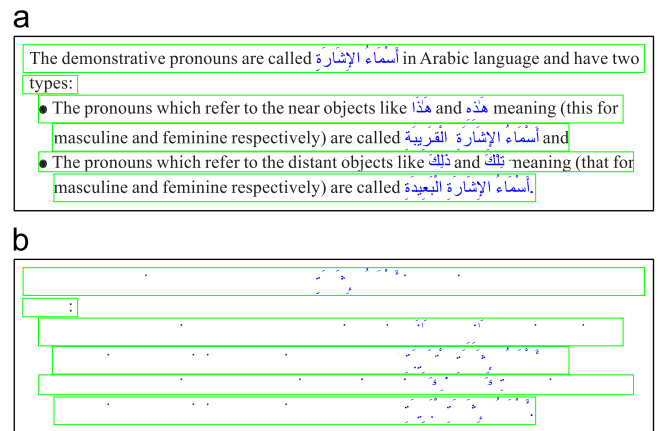 a
The demonstrative pronouns are called أَسْمَاءُ الإِشَارَةِ in Arabic language and have two
types:
● The pronouns which refer to the near objects like هَٰذَا and هَٰذِهِ meaning (this for
masculine and feminine respectively) are called أَسْمَاءُ الإِشَارَةِ الْقَرِيبَةِ and
● The pronouns which refer to the distant objects like ذَٰلِكَ and تِلْكَ meaning (that for
masculine and feminine respectively) are called أَسْمَاءُ الإِشَارَةِ الْبَعِيدَةِ.
b